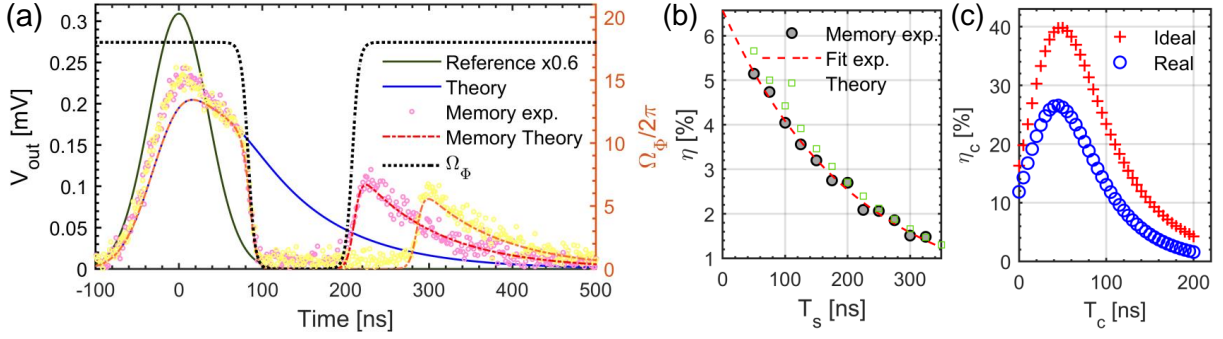 (a)
0.3
0.25
0.2
0.15
0.1
0.05
0
V_out [mV]
-100
0
100
200
300
400
500
Time [ns]
20
15
10
5
0
Ω_Φ/2π
Reference x0.6
Theory
Memory exp.
Memory Theory
Ω_Φ
(b)
6
5
4
3
2
1
η [%]
0
100
200
300
T_s [ns]
Memory exp.
Fit exp.
Theory
(c)
40
30
20
10
0
η_c [%]
0
100
200
T_c [ns]
Ideal
Real